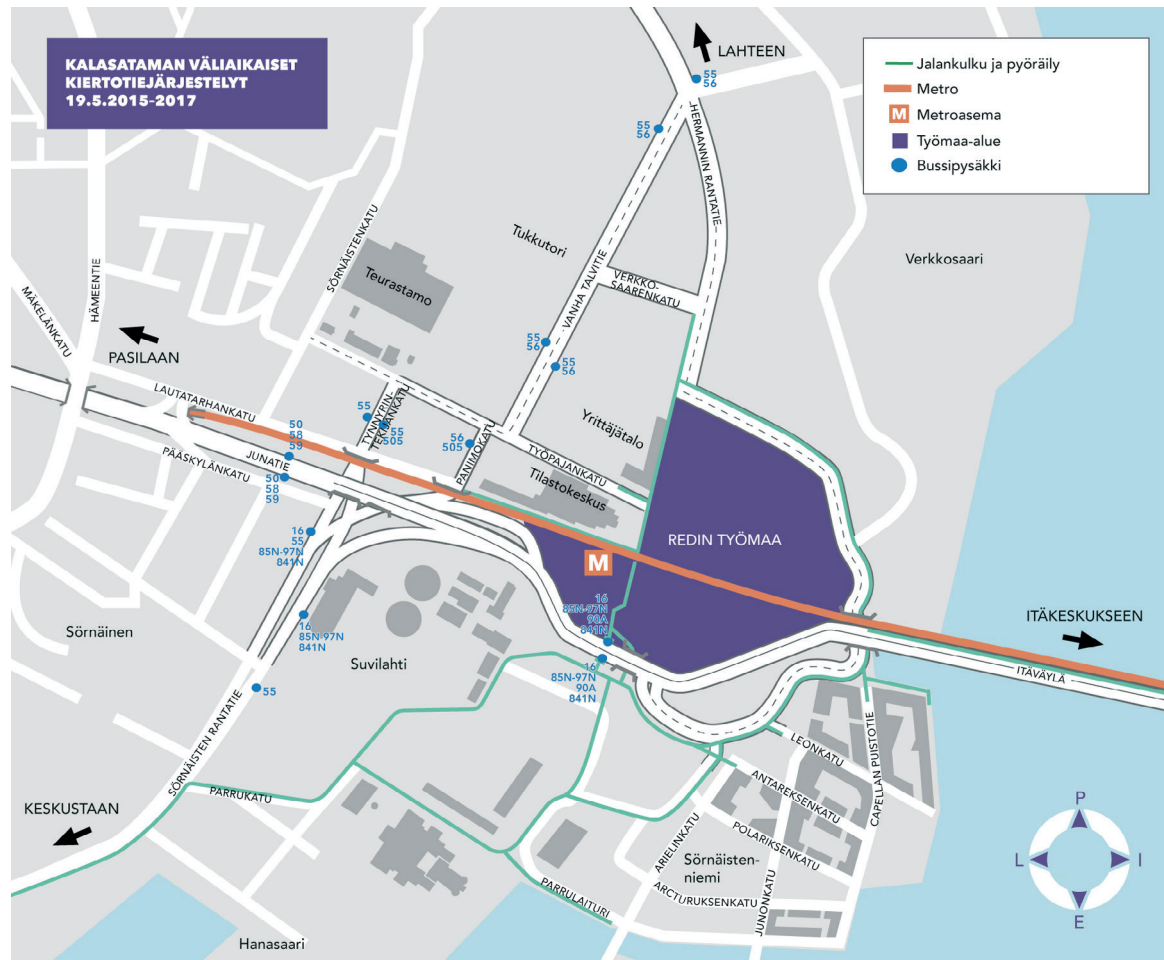 KALASATAMAN VÄLIAIKAISET
KIERTOTIEJÄRJESTELYT
19.5.2015-2017
LAHTEEN
Jalankulku ja pyöräily
Metro
M
Metroasema
Työmaa-alue
Bussipysäkki
55
56
55
56
HERMANNIN RANTATIE
Tukkutori
SÖRNÄISTENKATU
Teurastamo
VERKKO-
SAARENKATU
Verkkosaari
VANHA TALVITIE
HÄMEENTIE
MÄKELÄNKATU
PASILAAN
55
56
55
56
LAUTATARHANKATU
TYNNYRIN-
TEKIJÄNKATU
55
55
505
56
505
PANIMOKATU
Yrittäjätalo
TYÖPAJANKATU
Tilastokeskus
50
58
59
JUNATIE
PÄÄSKYLÄNKATU
50
58
59
REDIN TYÖMAA
M
16
55
85N-97N
841N
16
85N-97N
90A
841N
16
85N-97N
841N
16
85N-97N
90A
841N
Sörnäinen
Suvilahti
ITÄKESKUKSEEN
ITÄVÄYLÄ
55
SÖRNÄISTEN RANTATIE
LEONKATU
CAPELLAN PUISTOTIE
ANTAREKSENKATU
PARRUKATU
KESKUSTAAN
POLARIKSENKATU
ARIELINKATU
Sörnäisten-
niemi
ARCTURUKSENKATU
JUNONKATU
PARRULAITURI
Hanasaari
P
L
I
E